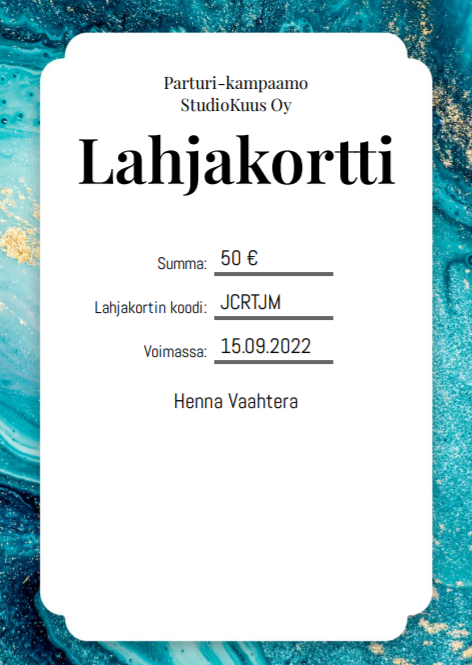 Parturi-kampaamo
StudioKuus Oy
Lahjakortti
Summa: 50 €
Lahjakortin koodi: JCRTJM
Voimassa: 15.09.2022
Henna Vaahtera